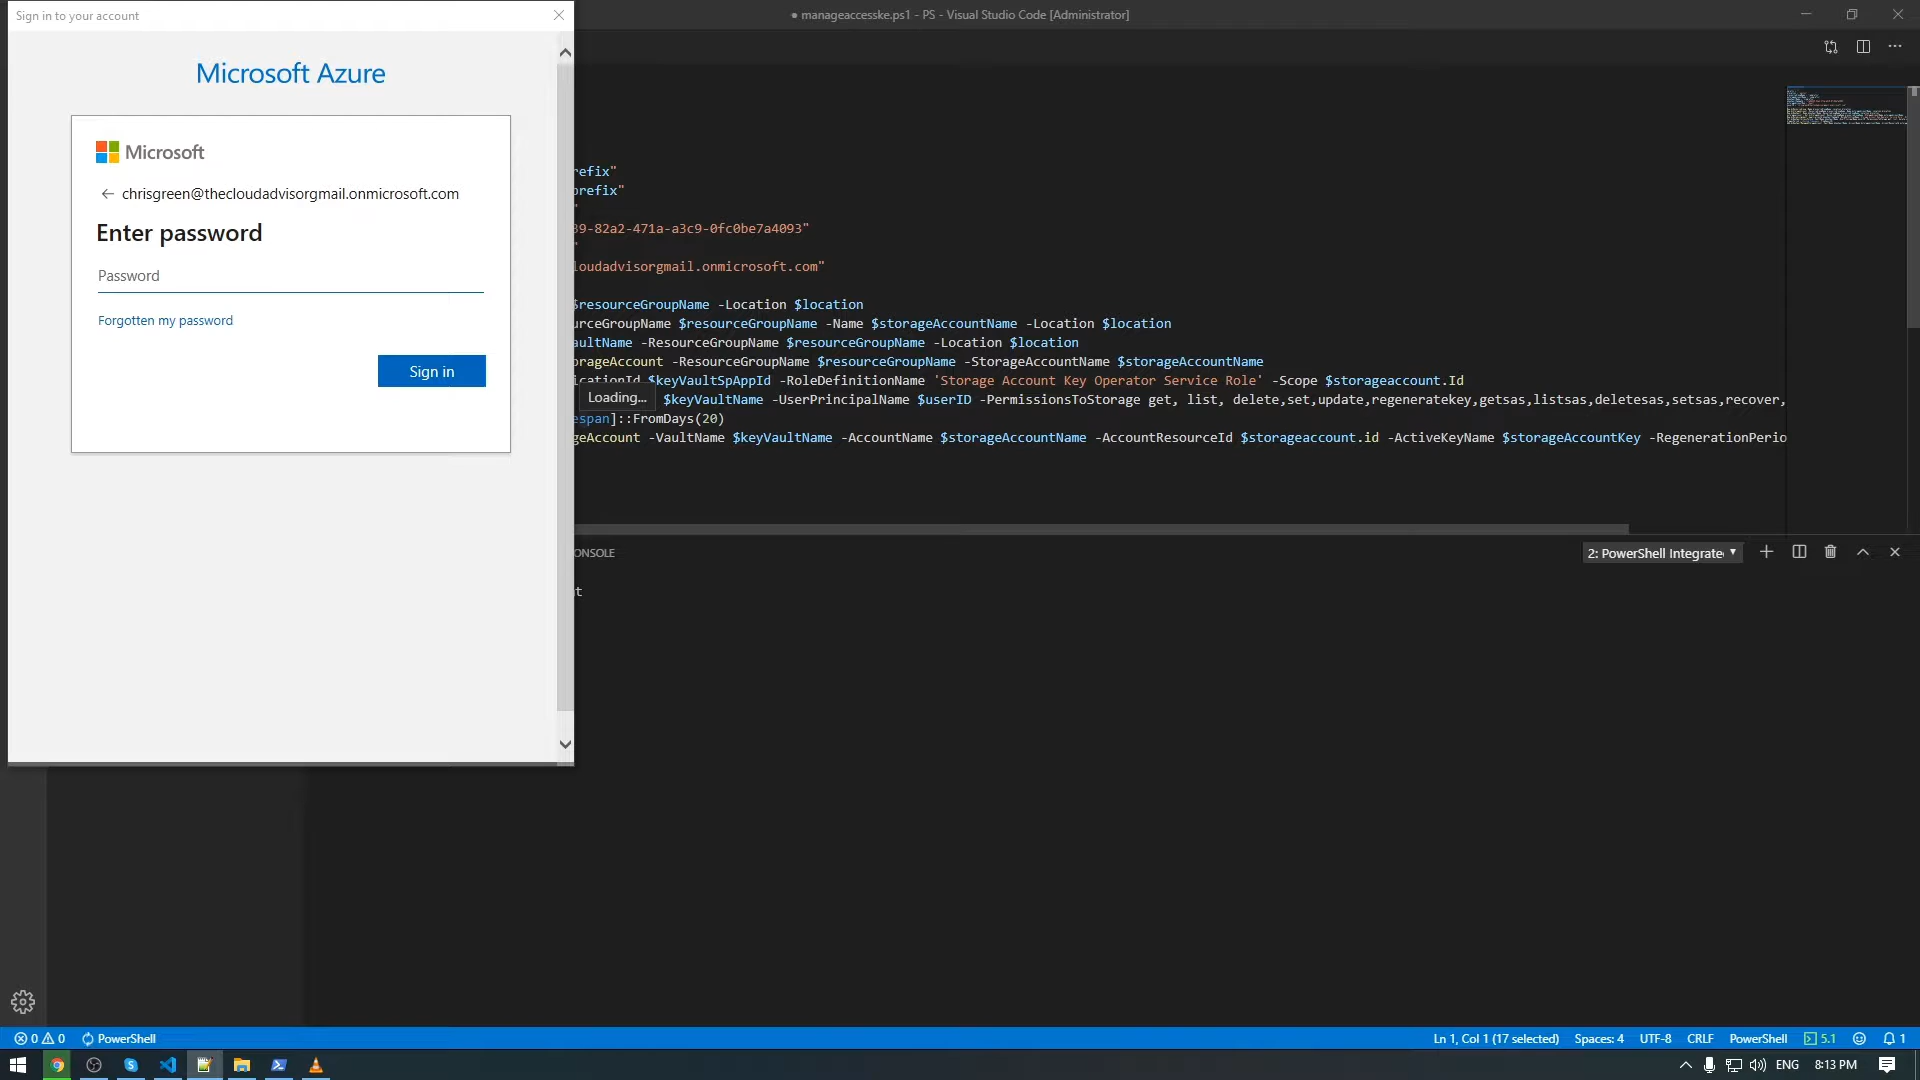 Sign in to your account
● manageaccesske.ps1 - PS - Visual Studio Code [Administrator]
Microsoft Azure
Microsoft
← chrisgreen@thecloudadvisorgmail.onmicrosoft.com
Enter password
Password
Forgotten my password
Sign in
refix"
prefix"
"
39-82a2-471a-a3c9-0fc0be7a4093"
"
loudadvisorgmail.onmicrosoft.com"
$resourceGroupName -Location $location
urceGroupName $resourceGroupName -Name $storageAccountName -Location $location
aultName -ResourceGroupName $resourceGroupName -Location $location
orageAccount -ResourceGroupName $resourceGroupName -StorageAccountName $storageAccountName
icationId $keyVaultSpAppId -RoleDefinitionName 'Storage Account Key Operator Service Role' -Scope $storageaccount.Id
Loading... $keyVaultName -UserPrincipalName $userID -PermissionsToStorage get, list, delete,set,update,regeneratekey,getsas,listsas,deletesas,setsas,recover,
espan]::FromDays(20)
geAccount -VaultName $keyVaultName -AccountName $storageAccountName -AccountResourceId $storageaccount.id -ActiveKeyName $storageAccountKey -RegenerationPerio
ONSOLE
2: PowerShell Integrate
t
0 0 PowerShell
Ln 1, Col 1 (17 selected) Spaces: 4 UTF-8 CRLF PowerShell 5.1 1
ENG 8:13 PM